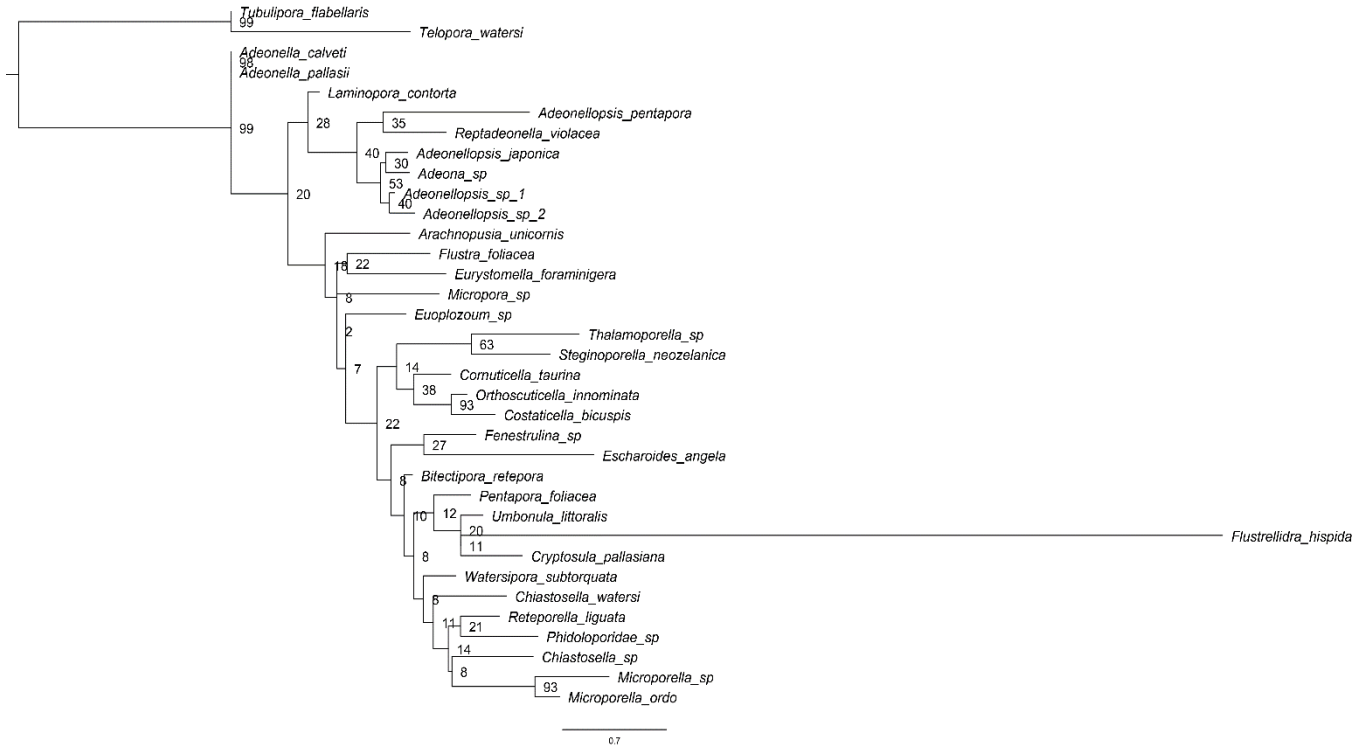 Tubulipora_flabellaris
99
Telopora_watersi
Adeonella_calveti
98
Adeonella_pallasii
Laminopora_contorta
Adeonellopsis_pentapora
28
35
99
Reptadeonella_violacea
40
Adeonellopsis_japonica
30
Adeona_sp
53
20
Adeonellopsis_sp_1
40
Adeonellopsis_sp_2
Arachnopusia_unicornis
Flustra_foliacea
18
22
Eurystomella_foraminigera
8
Micropora_sp
Euoplozoum_sp
2
Thalamoporella_sp
63
Steginoporella_neozelanica
7
14
Cornuticella_taurina
38
Orthoscuticella_innominata
93
Costaticella_bicuspis
22
Fenestrulina_sp
27
Escharoides_angela
8
Bitectipora_retepora
Pentapora_foliacea
10
12
Umbonula_littoralis
20
Flustrellidra_hispida
11
8
Cryptosula_pallasiana
Watersipora_subtorquata
8
Chiastosella_watersi
Reteporella_liguata
11
21
Phidoloporidae_sp
14
Chiastosella_sp
8
Microporella_sp
93
Microporella_ordo
0.7